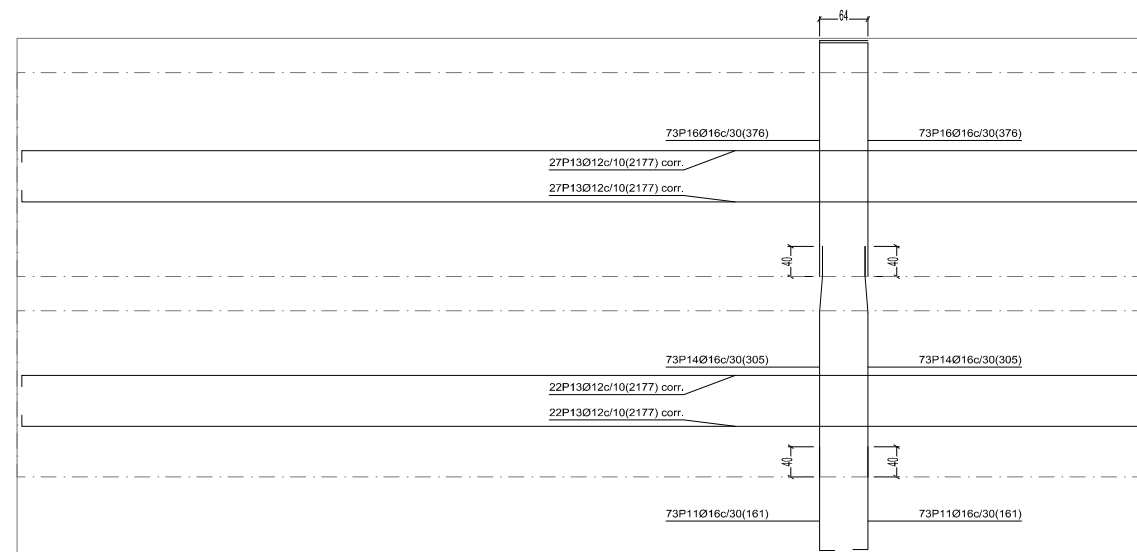 64
73P16Ø16c/30(376)
73P16Ø16c/30(376)
27P13Ø12c/10(2177) corr.
27P13Ø12c/10(2177) corr.
40
40
73P14Ø16c/30(305)
73P14Ø16c/30(305)
22P13Ø12c/10(2177) corr.
22P13Ø12c/10(2177) corr.
40
40
73P11Ø16c/30(161)
73P11Ø16c/30(161)